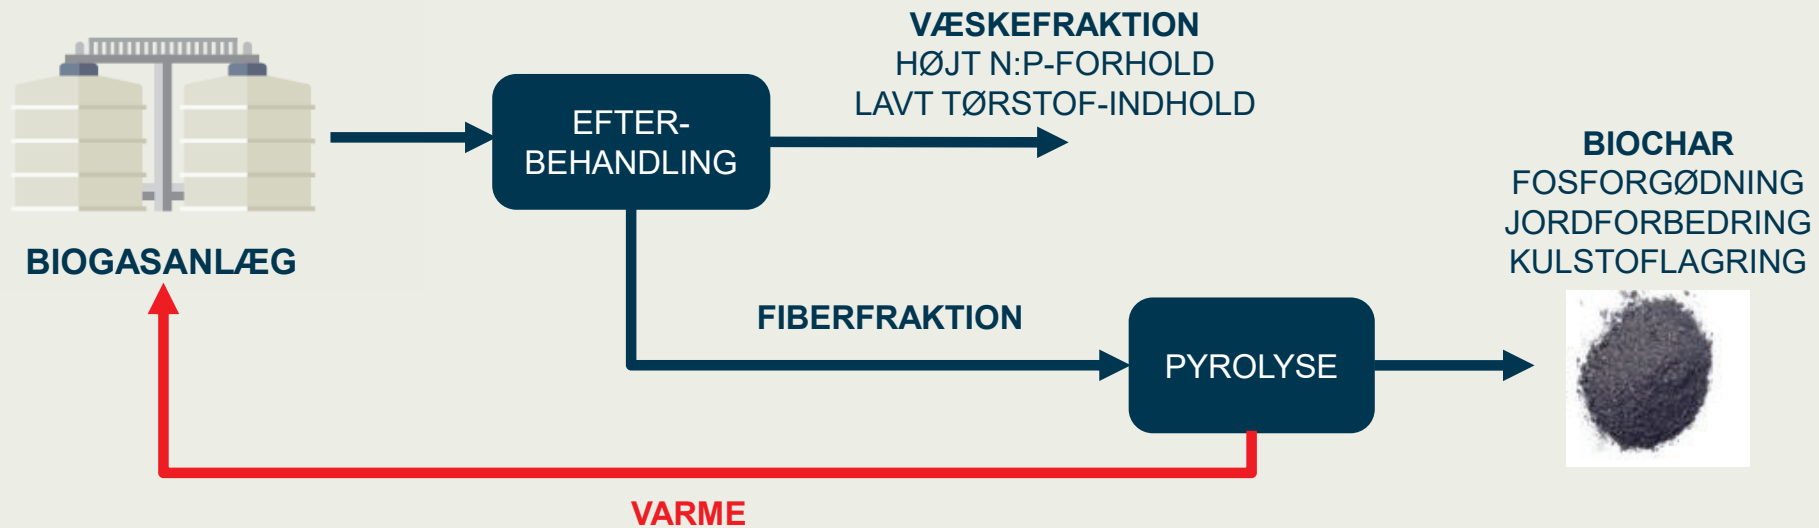 VÆSKEFRAKTION
HØJT N:P-FORHOLD
LAVT TØRSTOF-INDHOLD
EFTER-
BEHANDLING
BIOGASANLÆG
BIOCHAR
FOSFORGØDNING
JORDFORBEDRING
KULSTOFLAGRING
FIBERFRAKTION
PYROLYSE
VARME